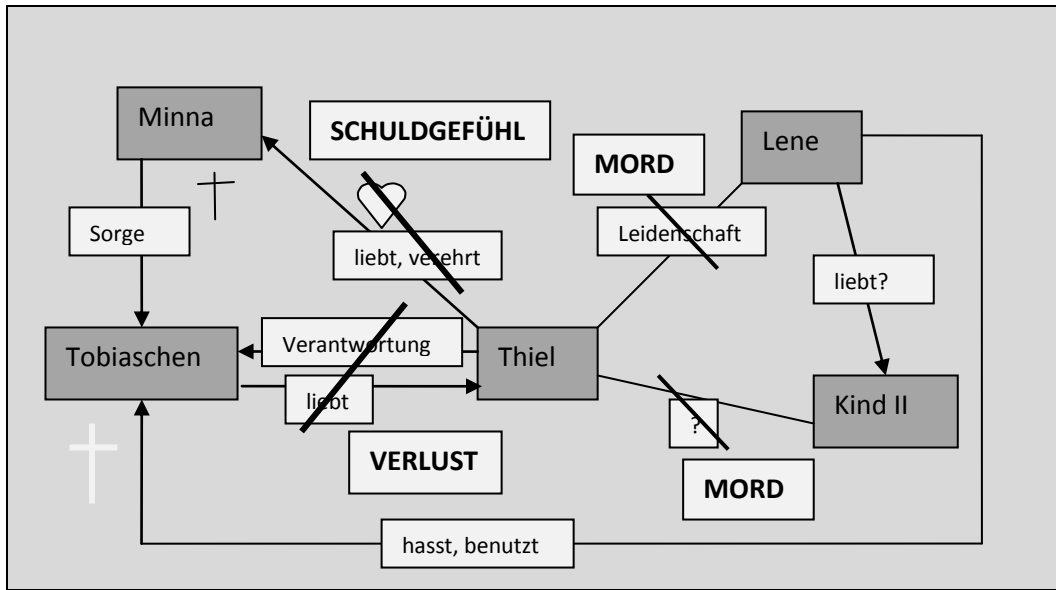 Minna
SCHULDGEFÜHL
Lene
MORD
Sorge
Leidenschaft
liebt, verehrt
liebt?
Tobiaschen
Verantwortung
Thiel
liebt
Kind II
?
VERLUST
MORD
hasst, benutzt